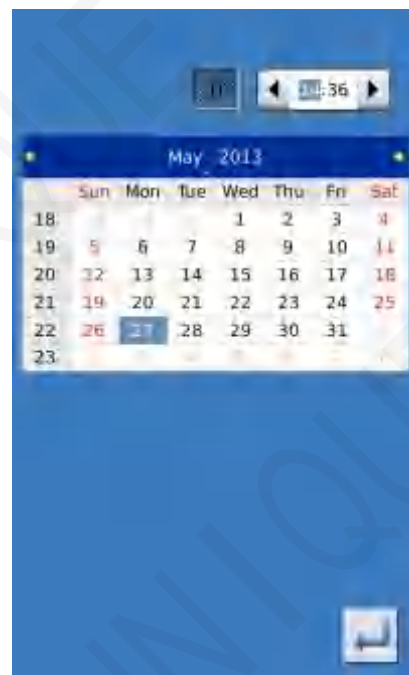 :36
May 2013
Sun Mon Tue Wed Thu Fri Sat
18 1 2 3 4
19 5 6 7 8 9 10 11
20 12 13 14 15 16 17 18
21 19 20 21 22 23 24 25
22 26 27 28 29 30 31
23
UNIQUE